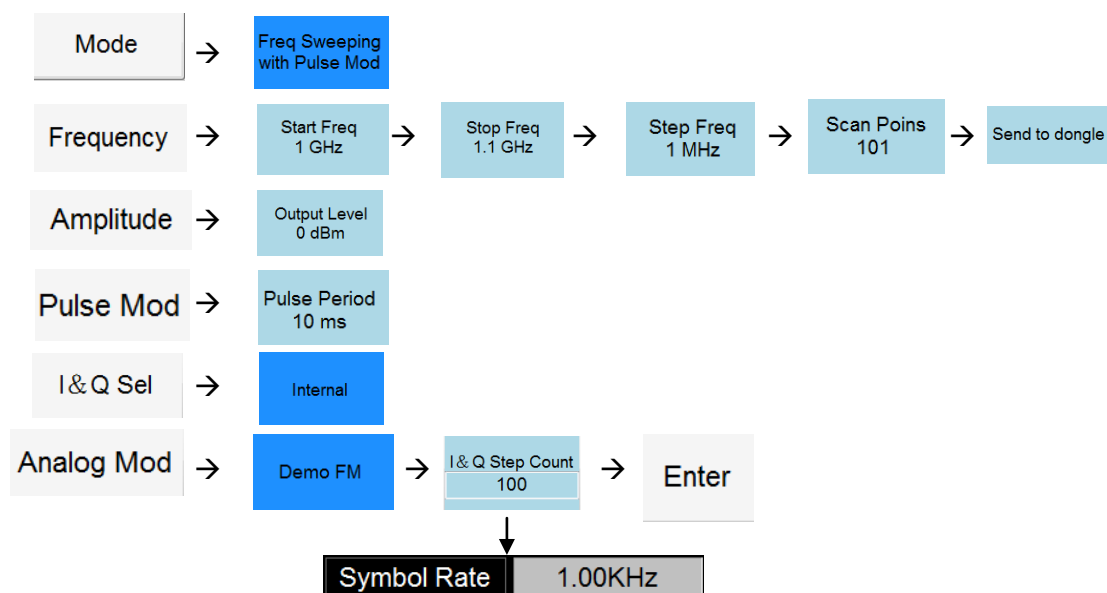 Mode → Freq Sweeping
with Pulse Mod
Frequency → Start Freq
1 GHz
→ Stop Freq
1.1 GHz
→ Step Freq
1 MHz
→ Scan Poins
101
→ Send to dongle
Amplitude → Output Level
0 dBm
Pulse Mod → Pulse Period
10 ms
I&Q Sel → Internal
Analog Mod → Demo FM → I&Q Step Count
100
→ Enter
Symbol Rate 1.00KHz